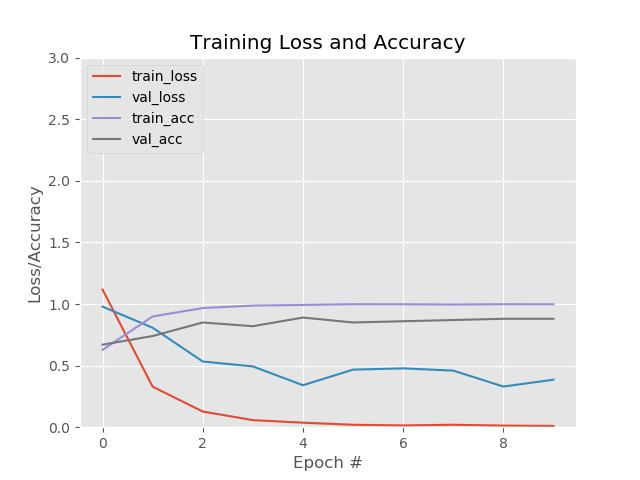 Training Loss and Accuracy
train_loss
val_loss
train_acc
val_acc
3.0
2.5
2.0
1.5
1.0
0.5
0.0
Loss/Accuracy
0 2 4 6 8
Epoch #